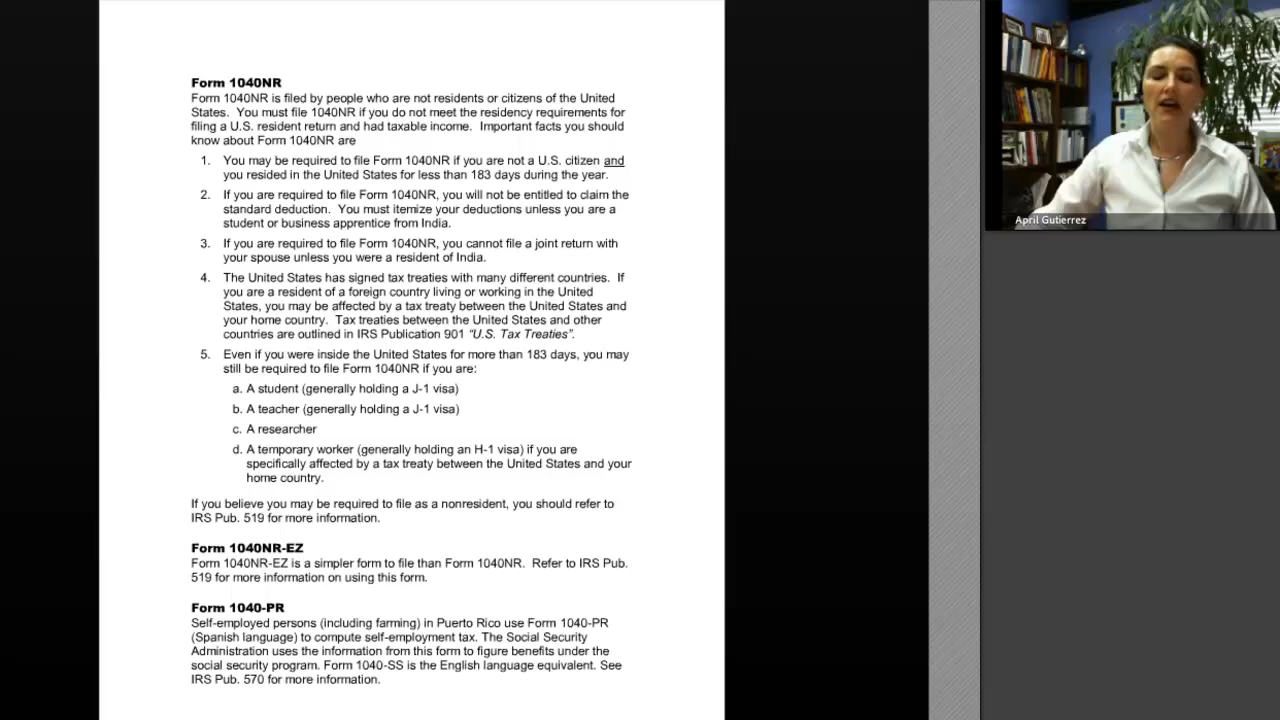 Form 1040NR
Form 1040NR is filed by people who are not residents or citizens of the United
States.  You must file 1040NR if you do not meet the residency requirements for
filing a U.S. resident return and had taxable income.  Important facts you should
know about Form 1040NR are
1. You may be required to file Form 1040NR if you are not a U.S. citizen and
you resided in the United States for less than 183 days during the year.
2. If you are required to file Form 1040NR, you will not be entitled to claim the
standard deduction.  You must itemize your deductions unless you are a
student or business apprentice from India.
3. If you are required to file Form 1040NR, you cannot file a joint return with
your spouse unless you were a resident of India.
4. The United States has signed tax treaties with many different countries.  If
you are a resident of a foreign country living or working in the United
States, you may be affected by a tax treaty between the United States and
your home country.  Tax treaties between the United States and other
countries are outlined in IRS Publication 901 “U.S. Tax Treaties”.
5. Even if you were inside the United States for more than 183 days, you may
still be required to file Form 1040NR if you are:
a. A student (generally holding a J-1 visa)
b. A teacher (generally holding a J-1 visa)
c. A researcher
d. A temporary worker (generally holding an H-1 visa) if you are
specifically affected by a tax treaty between the United States and your
home country.
If you believe you may be required to file as a nonresident, you should refer to
IRS Pub. 519 for more information.
Form 1040NR-EZ
Form 1040NR-EZ is a simpler form to file than Form 1040NR.  Refer to IRS Pub.
519 for more information on using this form.
Form 1040-PR
Self-employed persons (including farming) in Puerto Rico use Form 1040-PR
(Spanish language) to compute self-employment tax. The Social Security
Administration uses the information from this form to figure benefits under the
social security program. Form 1040-SS is the English language equivalent. See
IRS Pub. 570 for more information.
April Gutierrez